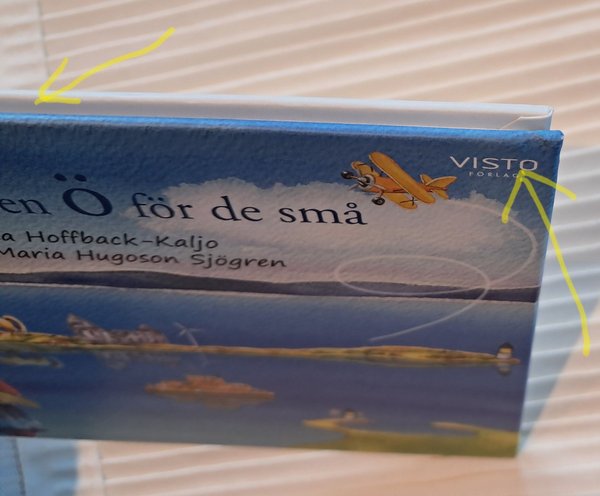 VISTO
FÖRLAG
en Ö för de små
a Hoffback-Kaljo
Maria Hugoson Sjögren